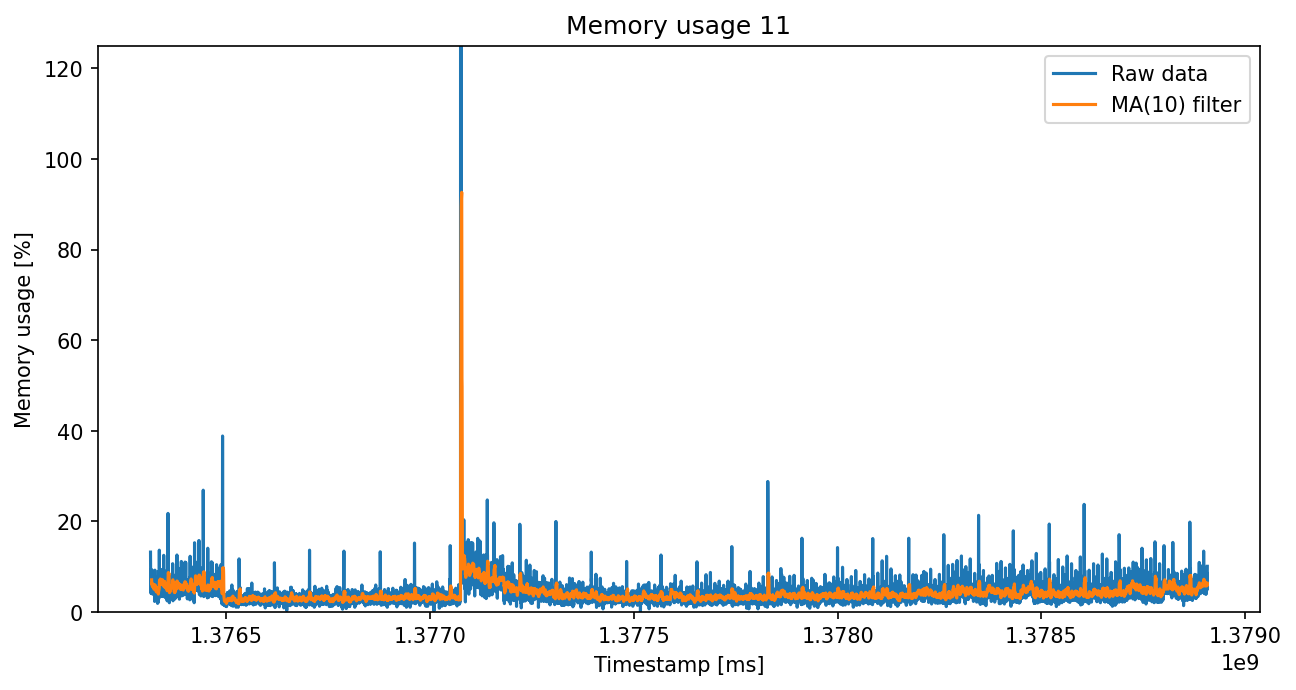 Memory usage 11
Raw data
MA(10) filter
Memory usage [%]
120
100
80
60
40
20
0
1.3765 1.3770 1.3775 1.3780 1.3785 1.3790
1e9
Timestamp [ms]